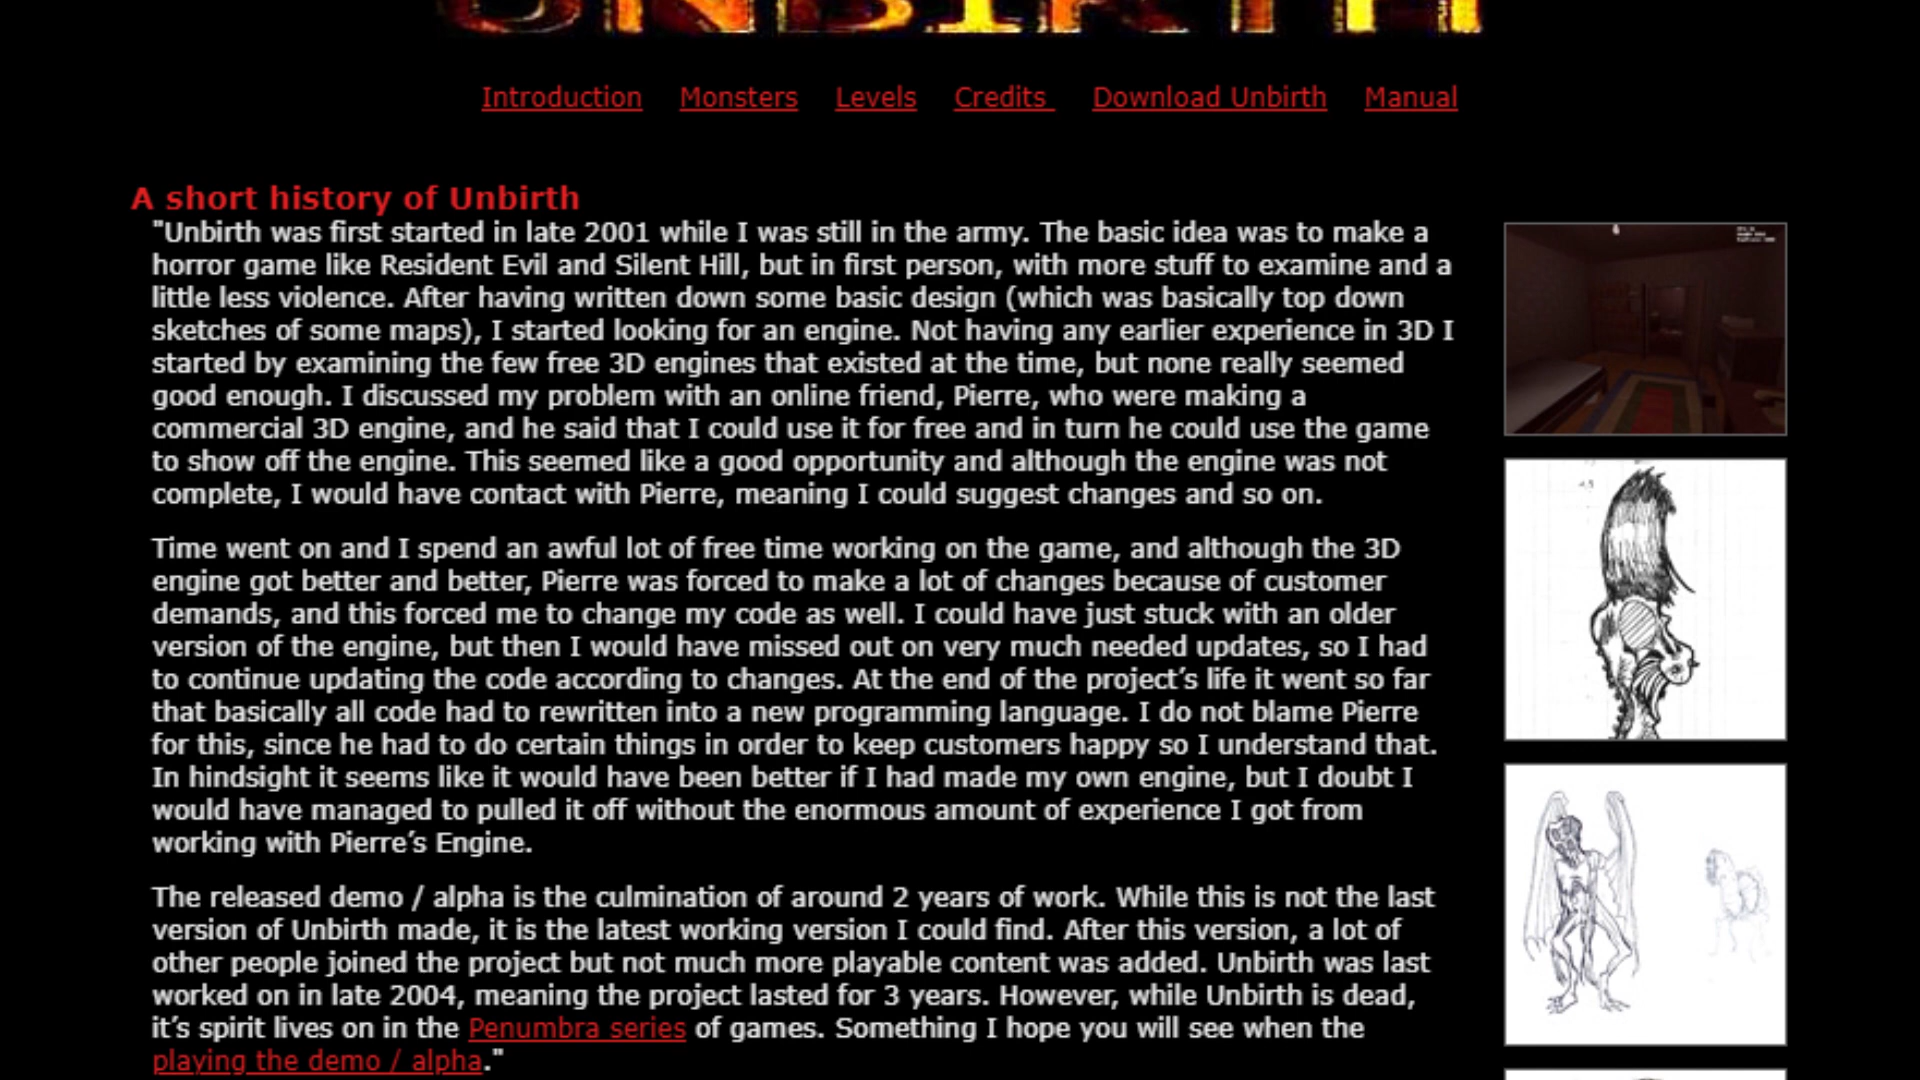 UNBIRTH
Introduction Monsters Levels Credits Download Unbirth Manual
A short history of Unbirth
"Unbirth was first started in late 2001 while I was still in the army. The basic idea was to make a
horror game like Resident Evil and Silent Hill, but in first person, with more stuff to examine and a
little less violence. After having written down some basic design (which was basically top down
sketches of some maps), I started looking for an engine. Not having any earlier experience in 3D I
started by examining the few free 3D engines that existed at the time, but none really seemed
good enough. I discussed my problem with an online friend, Pierre, who were making a
commercial 3D engine, and he said that I could use it for free and in turn he could use the game
to show off the engine. This seemed like a good opportunity and although the engine was not
complete, I would have contact with Pierre, meaning I could suggest changes and so on.
Time went on and I spend an awful lot of free time working on the game, and although the 3D
engine got better and better, Pierre was forced to make a lot of changes because of customer
demands, and this forced me to change my code as well. I could have just stuck with an older
version of the engine, but then I would have missed out on very much needed updates, so I had
to continue updating the code according to changes. At the end of the project’s life it went so far
that basically all code had to rewritten into a new programming language. I do not blame Pierre
for this, since he had to do certain things in order to keep customers happy so I understand that.
In hindsight it seems like it would have been better if I had made my own engine, but I doubt I
would have managed to pulled it off without the enormous amount of experience I got from
working with Pierre’s Engine.
The released demo / alpha is the culmination of around 2 years of work. While this is not the last
version of Unbirth made, it is the latest working version I could find. After this version, a lot of
other people joined the project but not much more playable content was added. Unbirth was last
worked on in late 2004, meaning the project lasted for 3 years. However, while Unbirth is dead,
it’s spirit lives on in the Penumbra series of games. Something I hope you will see when the
playing the demo / alpha."